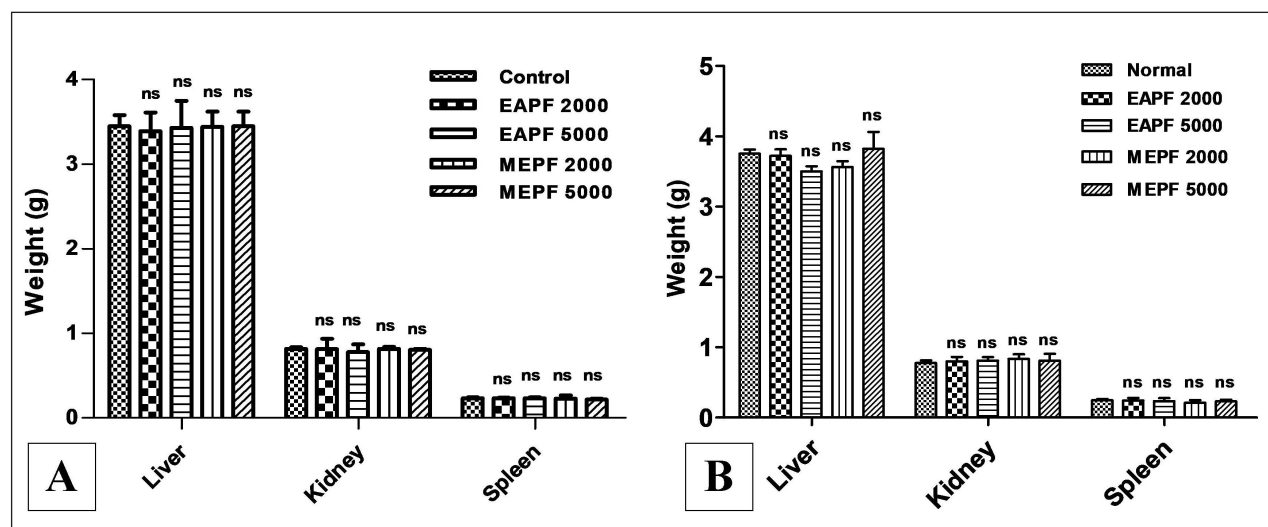 4
3
2
1
0
Weight (g)
ns ns ns ns
ns ns ns ns
ns ns ns ns
Control
EAPF 2000
EAPF 5000
MEPF 2000
MEPF 5000
Liver
Kidney
Spleen
A
5
4
3
2
1
0
Weight (g)
ns ns ns ns
ns ns ns ns
ns ns ns ns
Normal
EAPF 2000
EAPF 5000
MEPF 2000
MEPF 5000
Liver
Kidney
Spleen
B